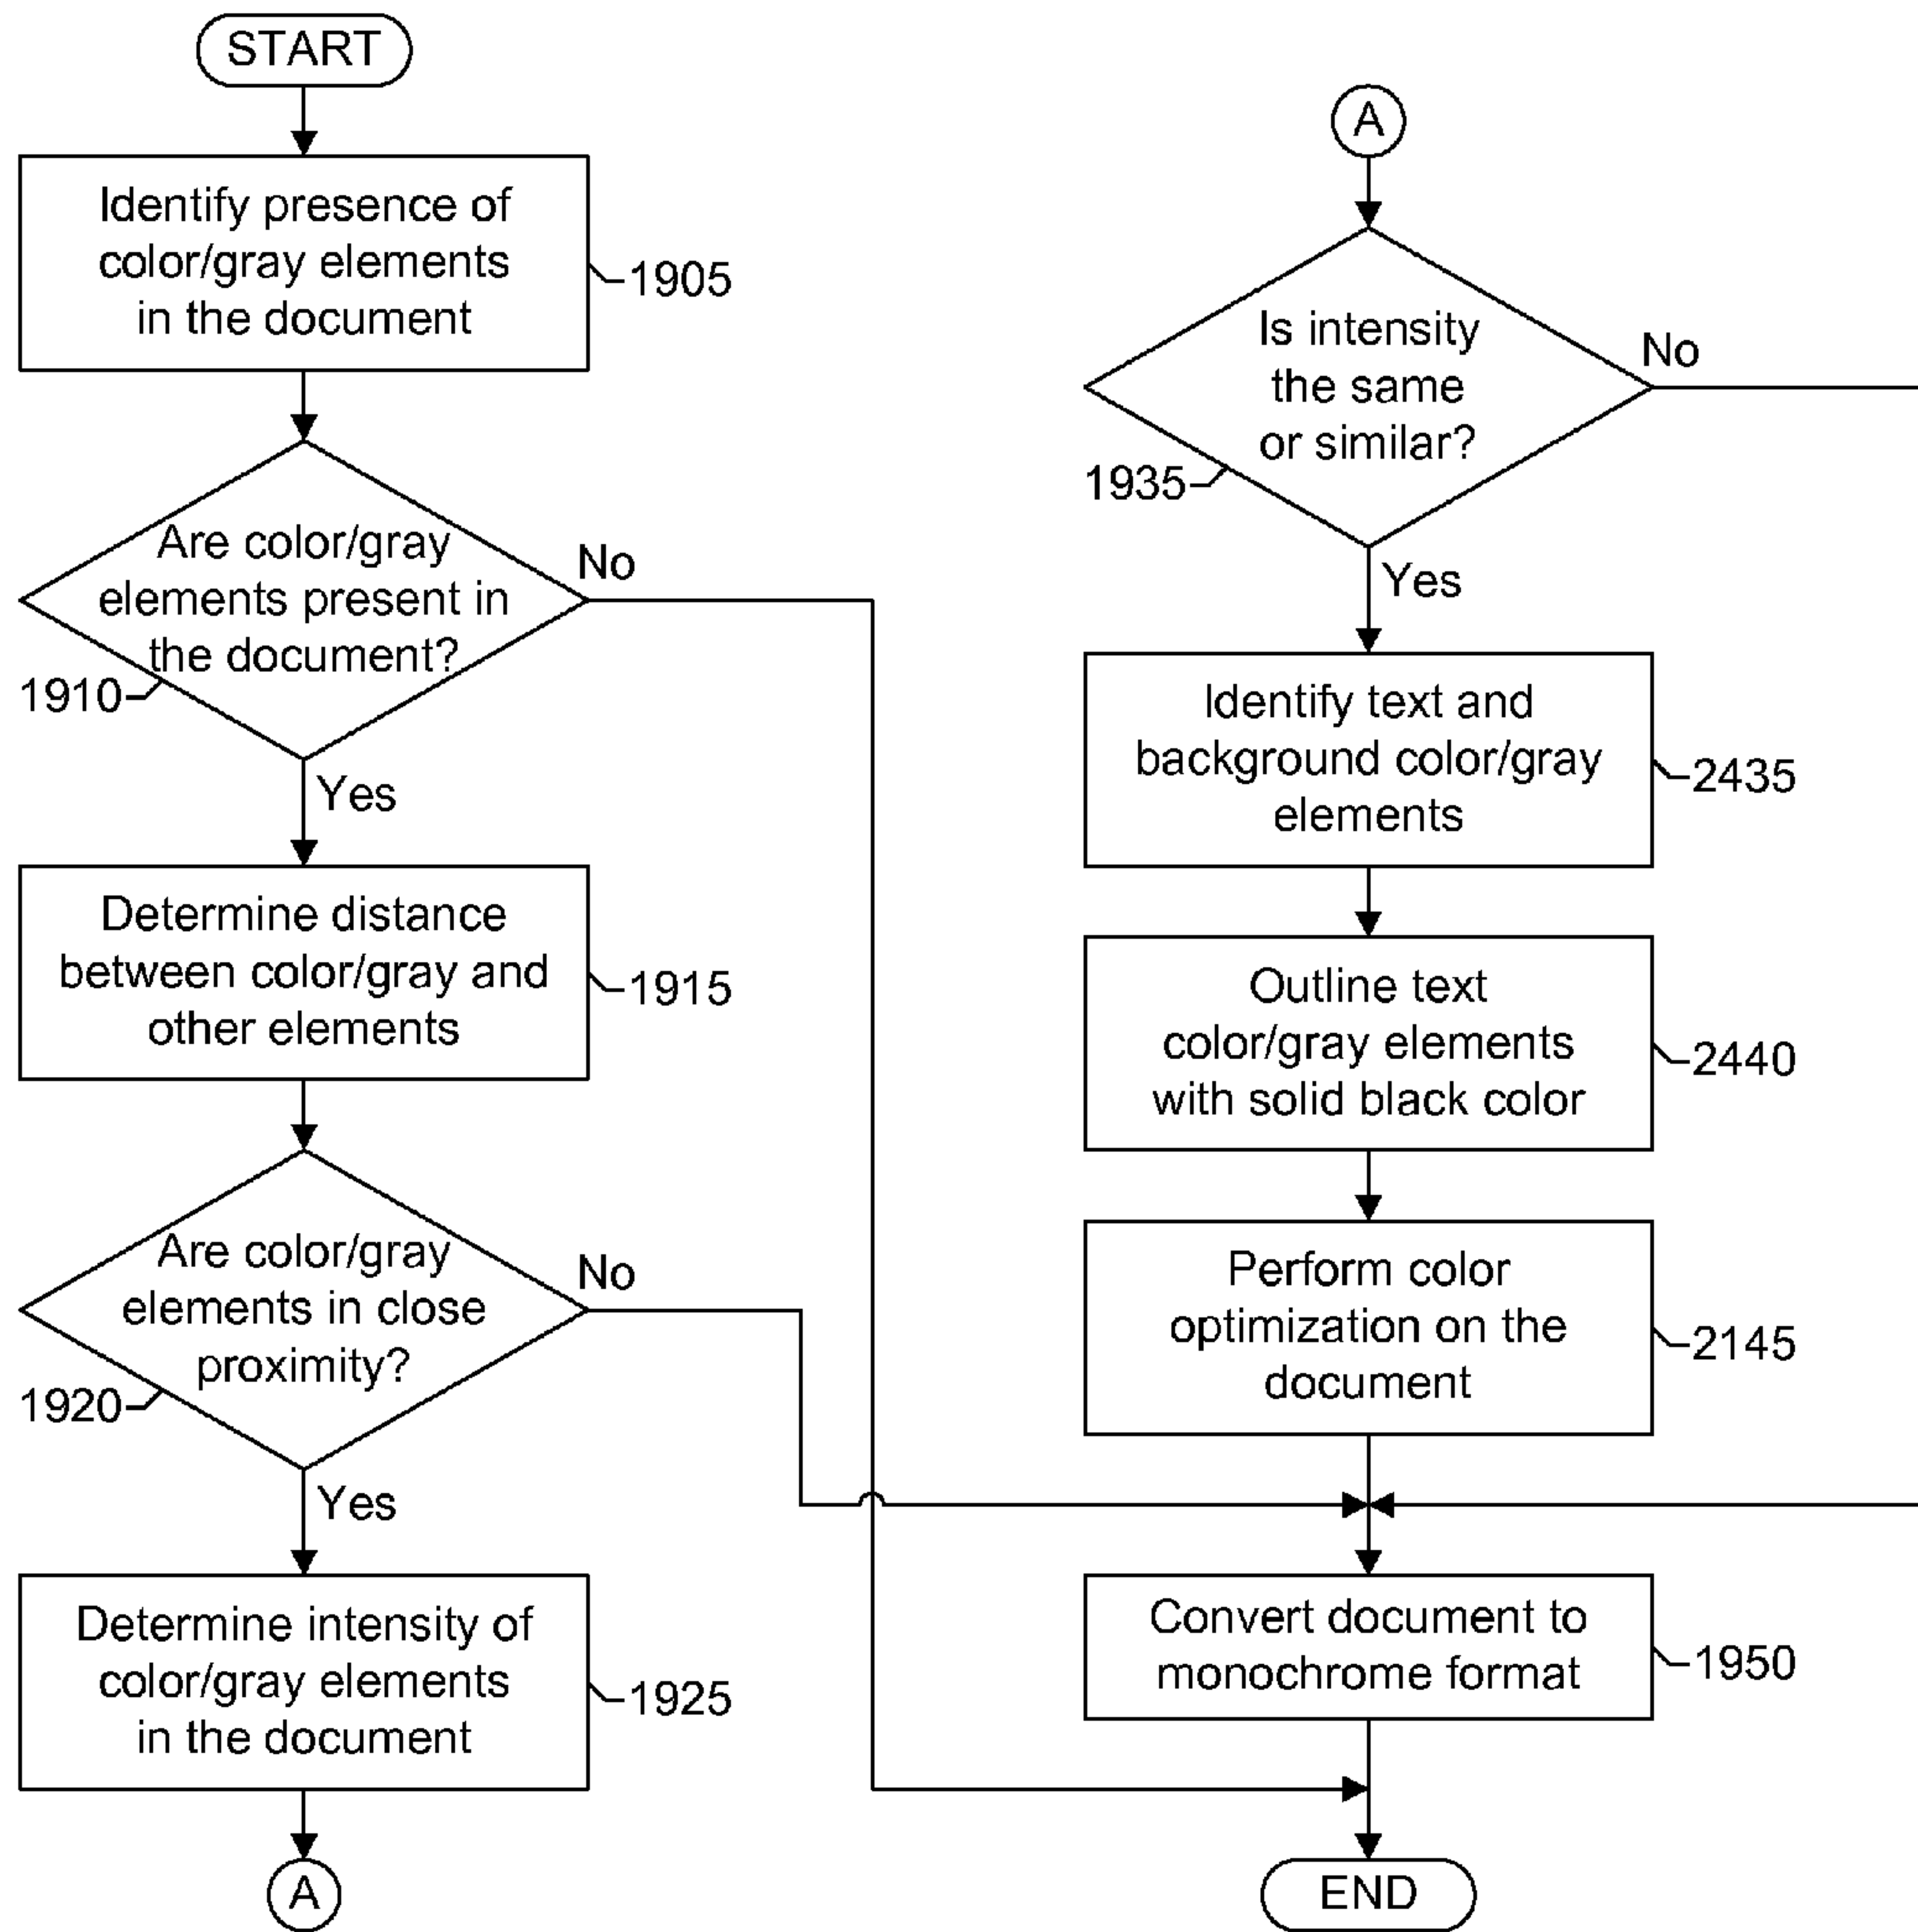 START
Identify presence of
color/gray elements
in the document
1905
Are color/gray
elements present in
the document?
No
1910
Yes
Determine distance
between color/gray and
other elements
1915
Are color/gray
elements in close
proximity?
No
1920
Yes
Determine intensity of
color/gray elements
in the document
1925
A
A
Is intensity
the same
or similar?
No
1935
Yes
Identify text and
background color/gray
elements
2435
Outline text
color/gray elements
with solid black color
2440
Perform color
optimization on the
document
2145
Convert document to
monochrome format
1950
END